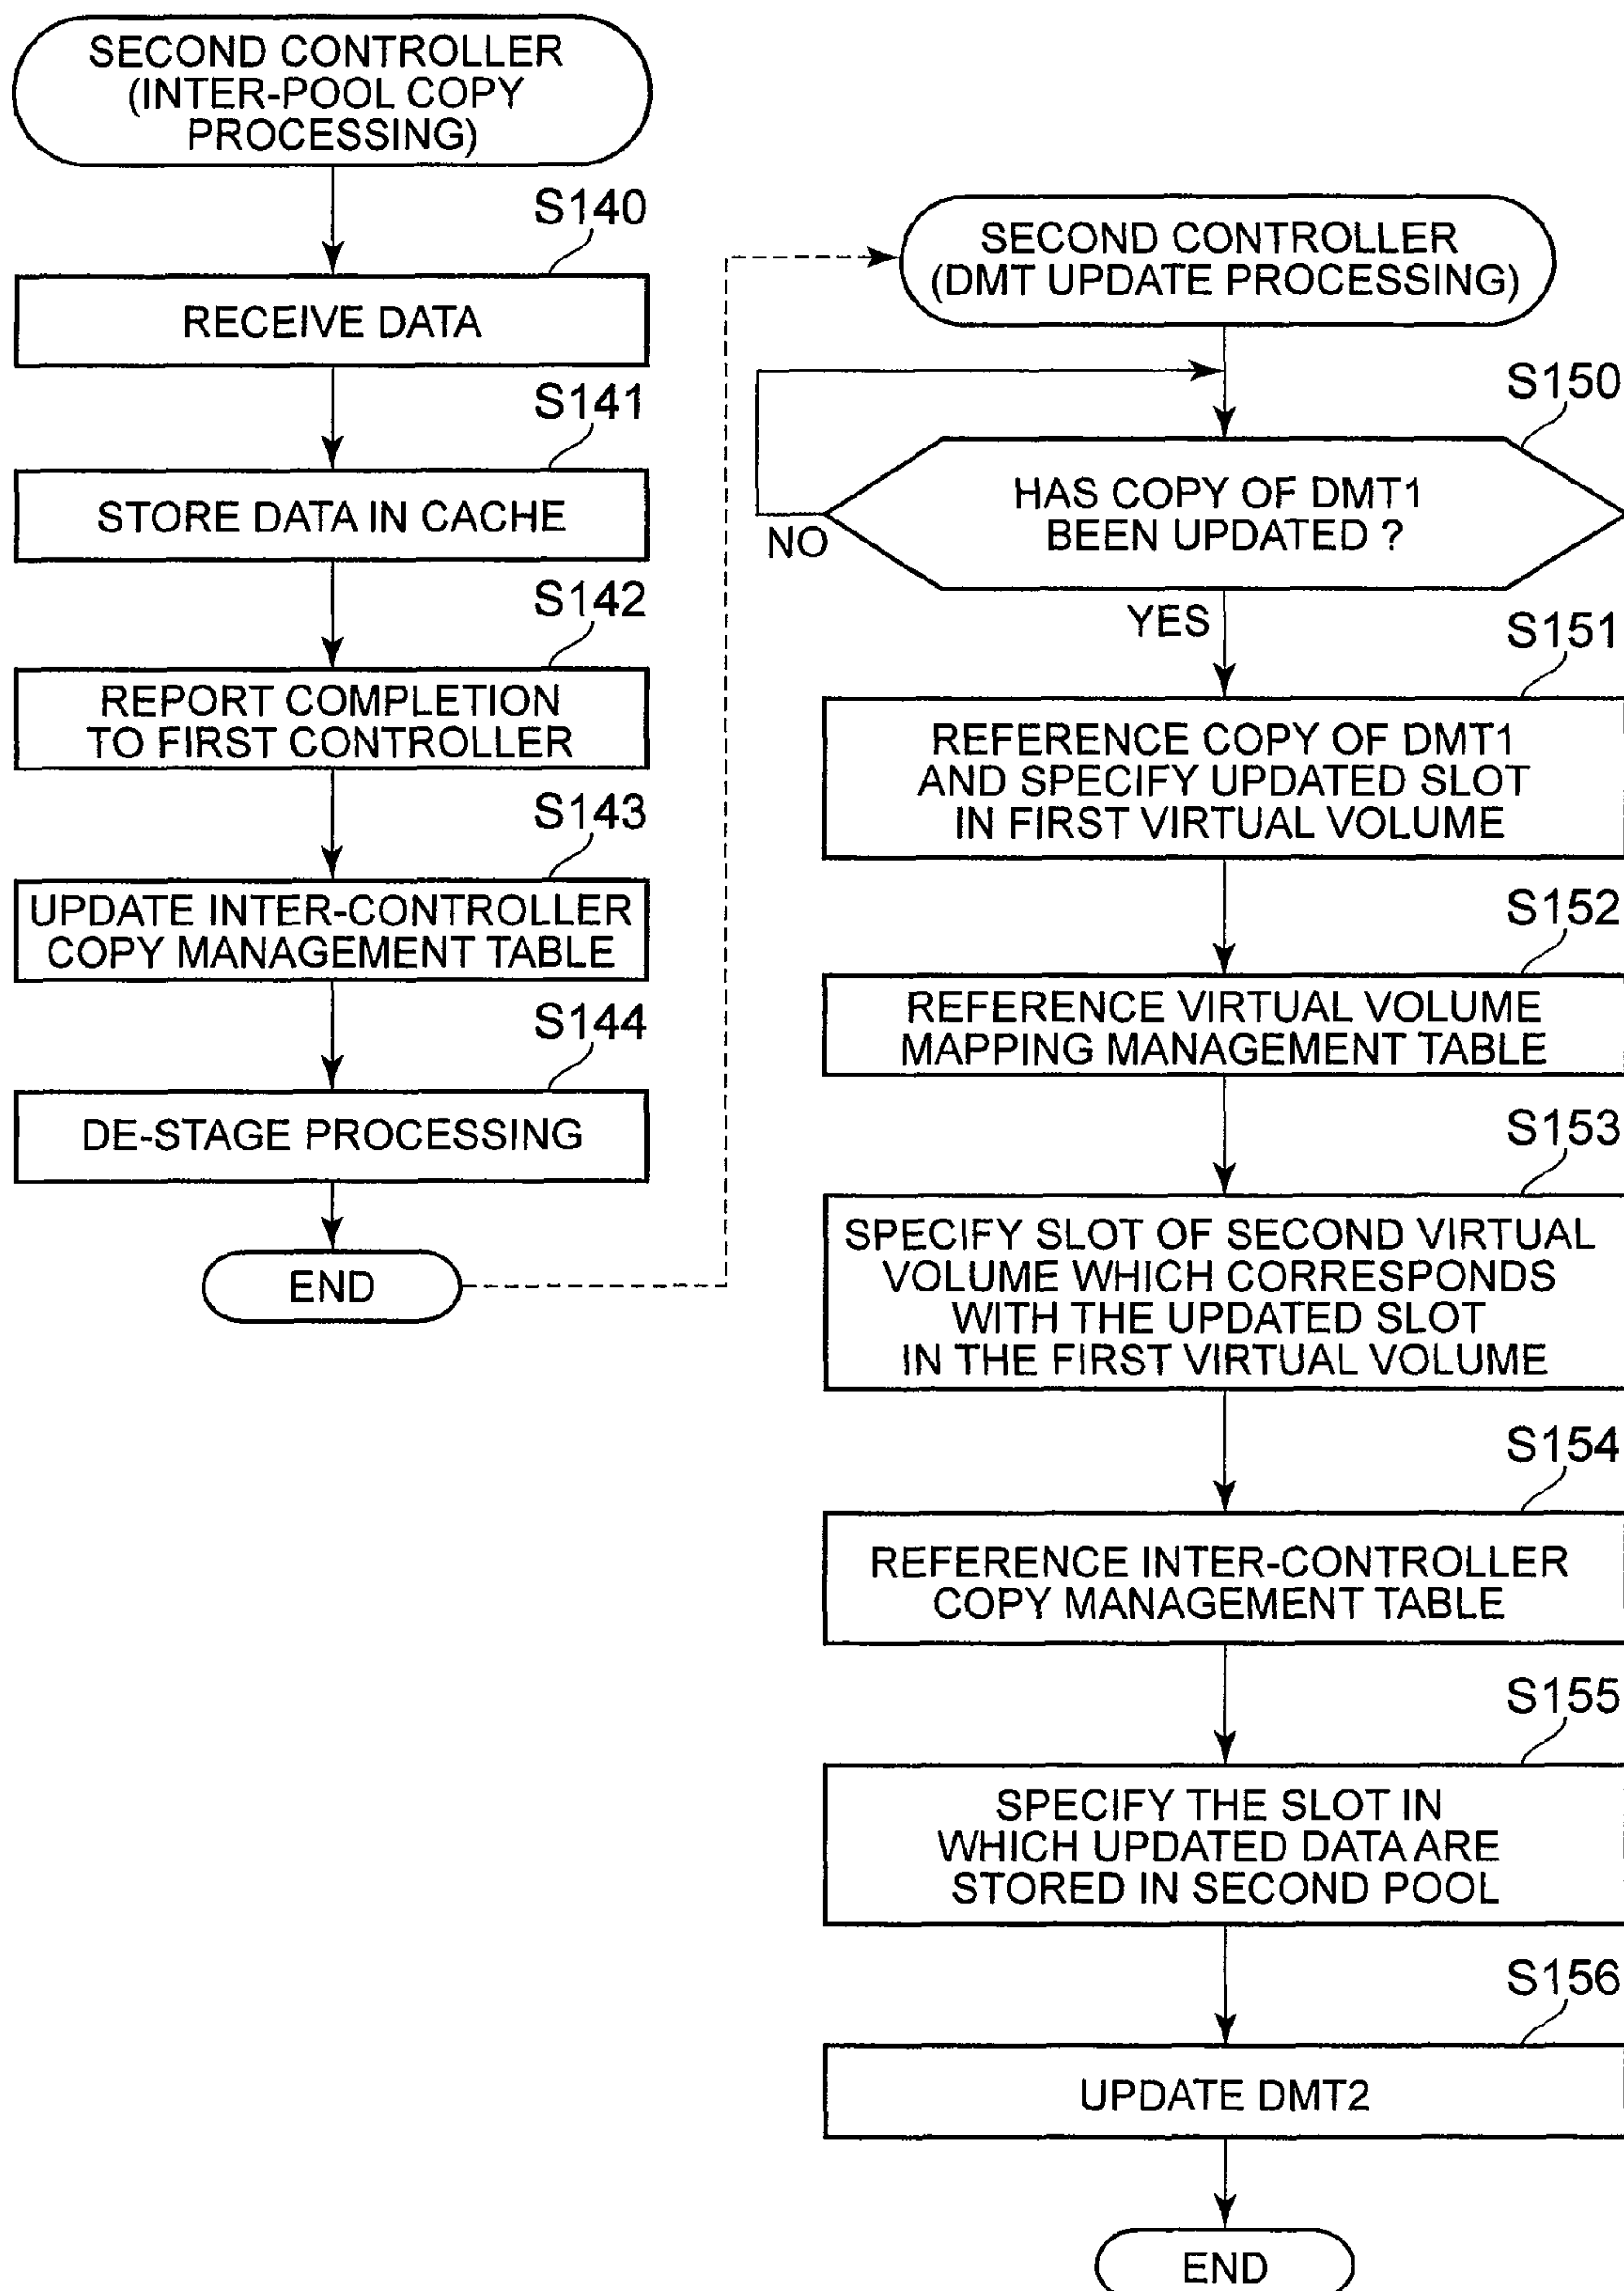 SECOND CONTROLLER
(INTER-POOL COPY
PROCESSING)
S140
RECEIVE DATA
S141
STORE DATA IN CACHE
S142
REPORT COMPLETION
TO FIRST CONTROLLER
S143
UPDATE INTER-CONTROLLER
COPY MANAGEMENT TABLE
S144
DE-STAGE PROCESSING
END
SECOND CONTROLLER
(DMT UPDATE PROCESSING)
S150
HAS COPY OF DMT1
BEEN UPDATED ?
NO
YES
S151
REFERENCE COPY OF DMT1
AND SPECIFY UPDATED SLOT
IN FIRST VIRTUAL VOLUME
S152
REFERENCE VIRTUAL VOLUME
MAPPING MANAGEMENT TABLE
S153
SPECIFY SLOT OF SECOND VIRTUAL
VOLUME WHICH CORRESPONDS
WITH THE UPDATED SLOT
IN THE FIRST VIRTUAL VOLUME
S154
REFERENCE INTER-CONTROLLER
COPY MANAGEMENT TABLE
S155
SPECIFY THE SLOT IN
WHICH UPDATED DATA ARE
STORED IN SECOND POOL
S156
UPDATE DMT2
END